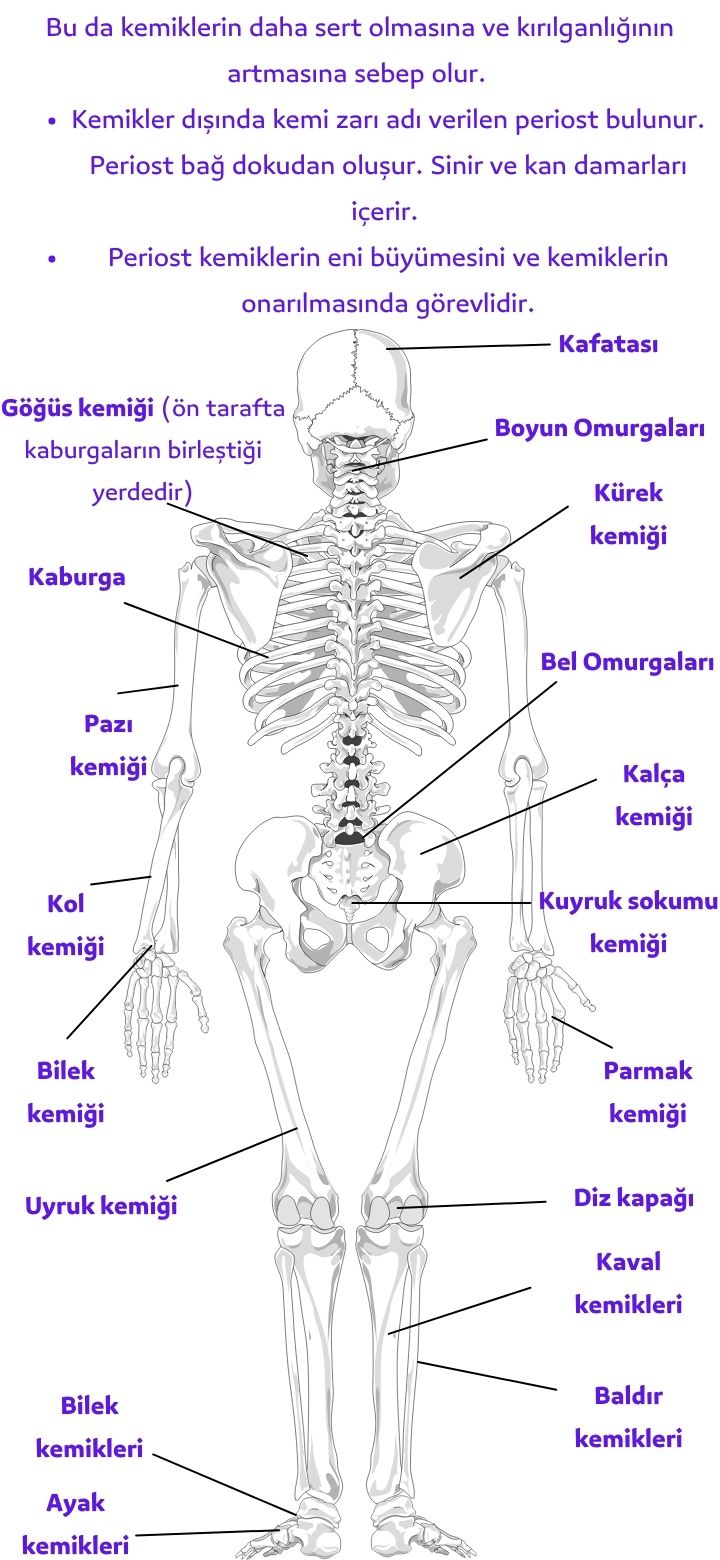 Bu da kemiklerin daha sert olmasına ve kırılganlığının
artmasına sebep olur.
• Kemikler dışında kemi zarı adı verilen periost bulunur.
Periost bağ dokudan oluşur. Sinir ve kan damarları
içerir.
• Periost kemiklerin eni büyümesini ve kemiklerin
onarılmasında görevlidir.
Kafatası
Göğüs kemiği (ön tarafta
kaburgaların birleştiği
yerdedir)
Boyun Omurgaları
Kürek
kemiği
Kaburga
Bel Omurgaları
Pazı
kemiği
Kalça
kemiği
Kol
kemiği
Kuyruk sokumu
kemiği
Bilek
kemiği
Parmak
kemiği
Uyruk kemiği
Diz kapağı
Kaval
kemikleri
Baldır
kemikleri
Bilek
kemikleri
Ayak
kemikleri